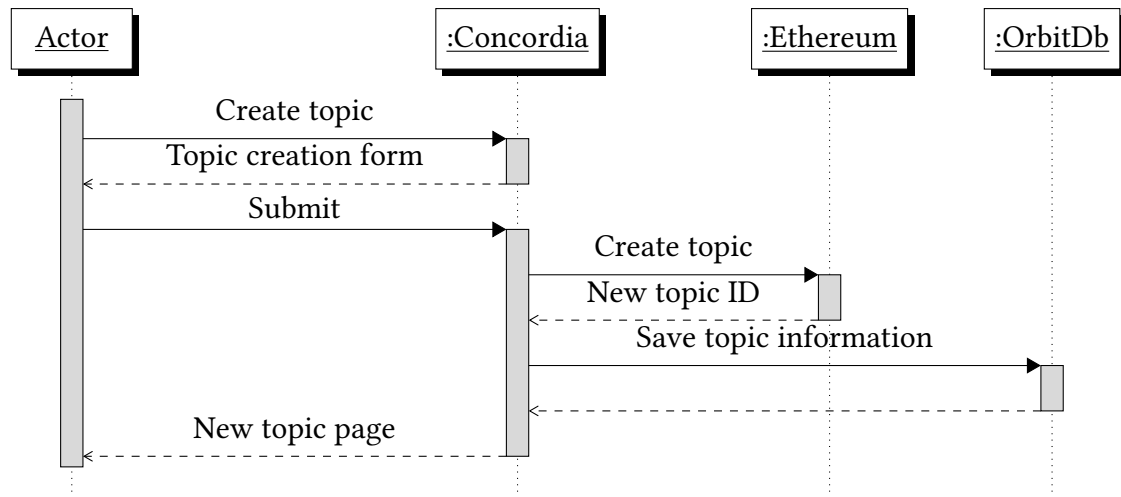 Actor
:Concordia
:Ethereum
:OrbitDb
Create topic
Topic creation form
Submit
Create topic
New topic ID
Save topic information
New topic page